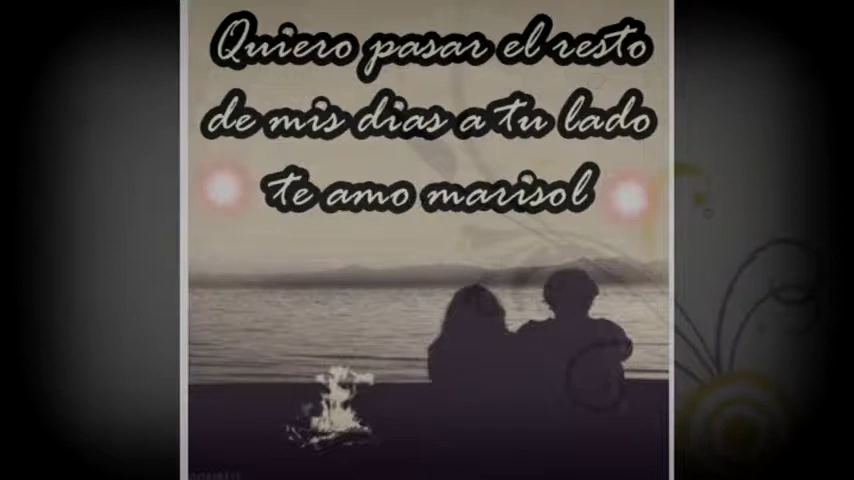 Quiero pasar el resto
de mis dias a tu lado
te amo marisol